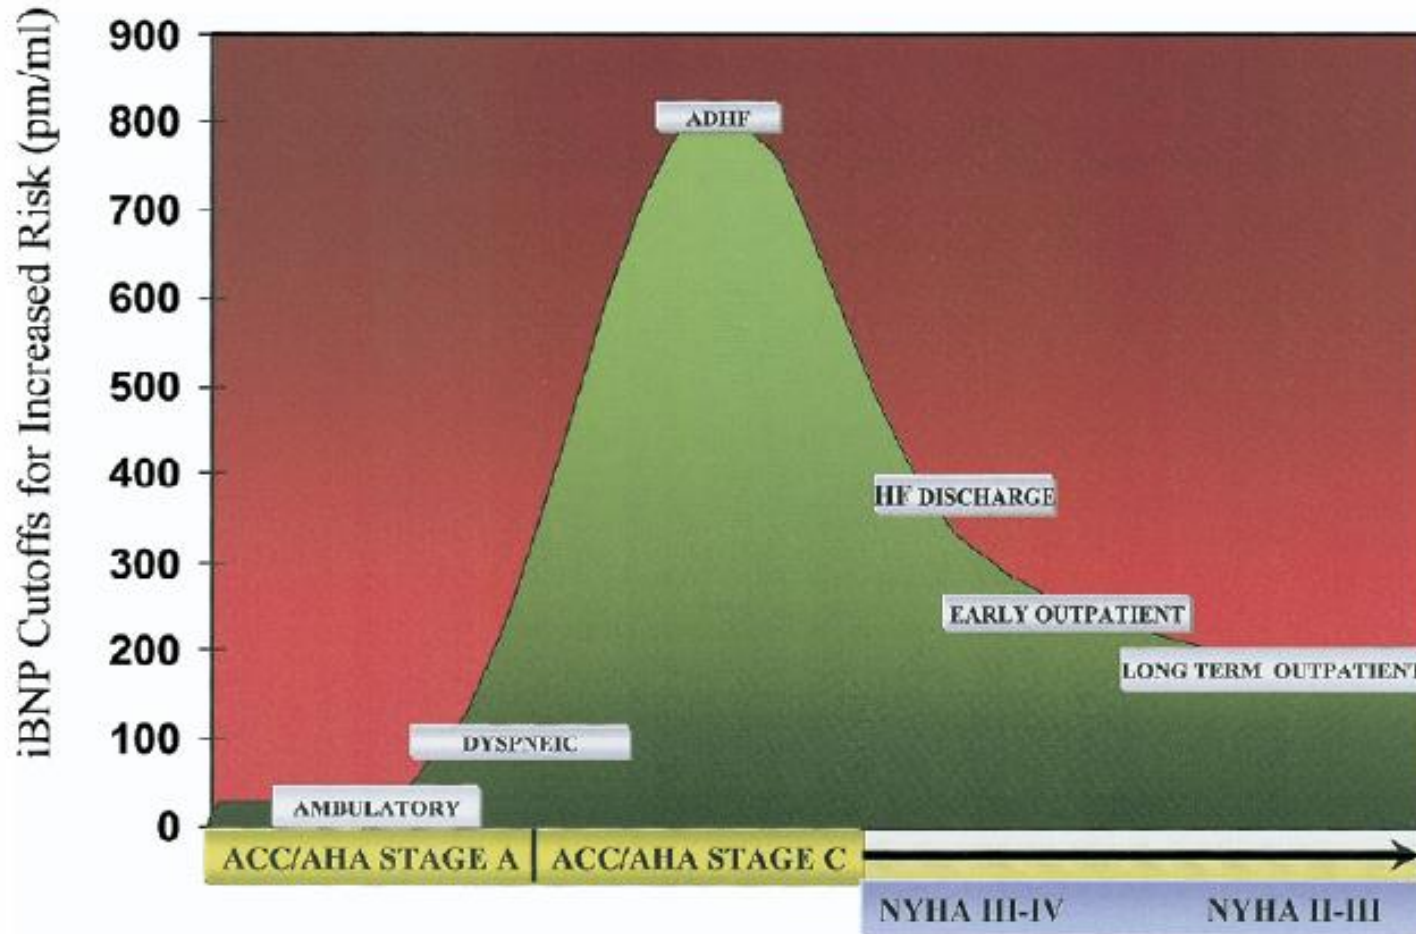 iBNP Cutoffs for Increased Risk (pm/ml)
900
800
700
600
500
400
300
200
100
0
ADHF
HF DISCHARGE
EARLY OUTPATIENT
LONG TERM OUTPATIENT
DYSPNEIC
AMBULATORY
ACC/AHA STAGE A
ACC/AHA STAGE C
NYHA III-IV
NYHA II-III